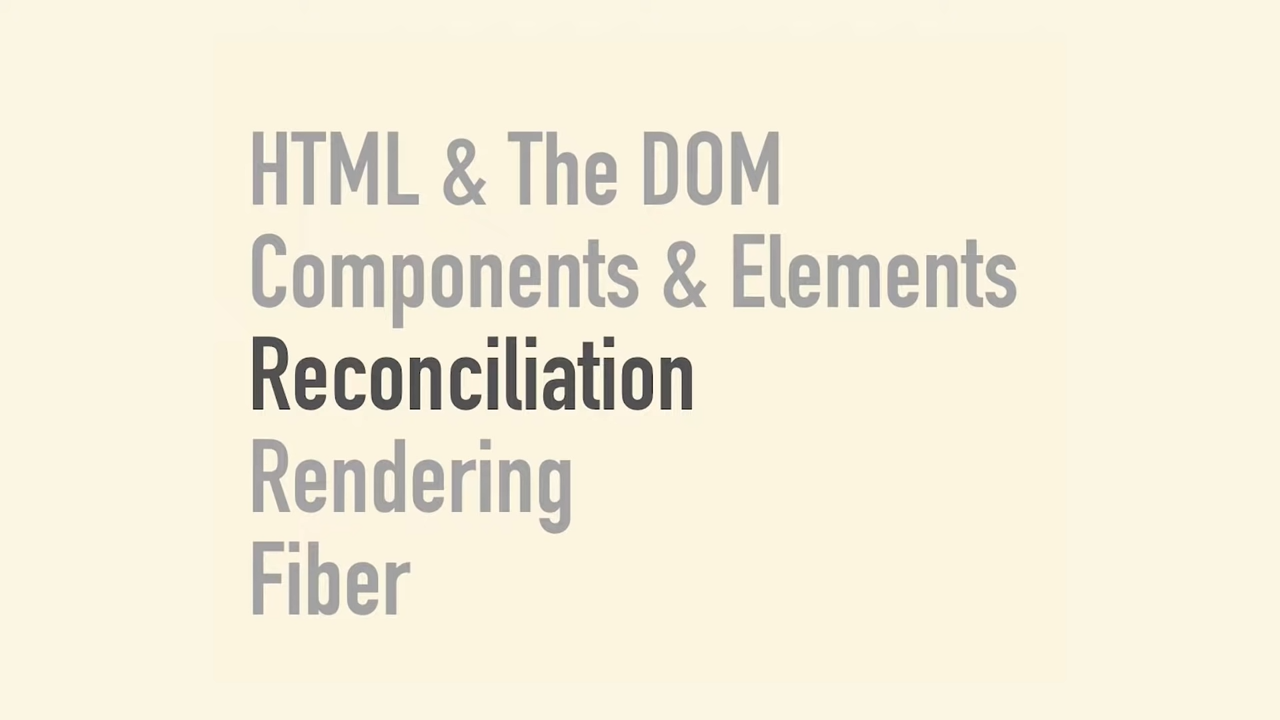 HTML & The DOM
Components & Elements
Reconciliation
Rendering
Fiber